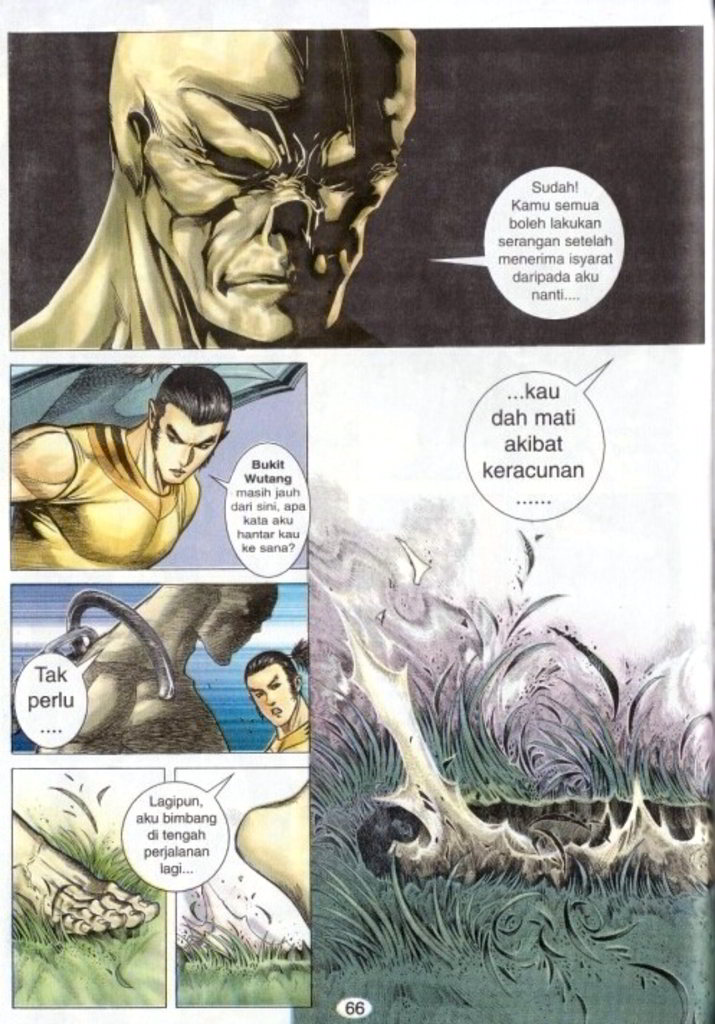 Sudah!
Kamu semua
boleh lakukan
serangan setelah
menerima isyarat
daripada aku
nanti....
Bukit
Wutang
masih jauh
dari sini, apa
kata aku
hantar kau
ke sana?
Tak
perlu
....
Lagipun,
aku bimbang
di tengah
perjalanan
lagi...
...kau
dah mati
akibat
keracunan
......
66